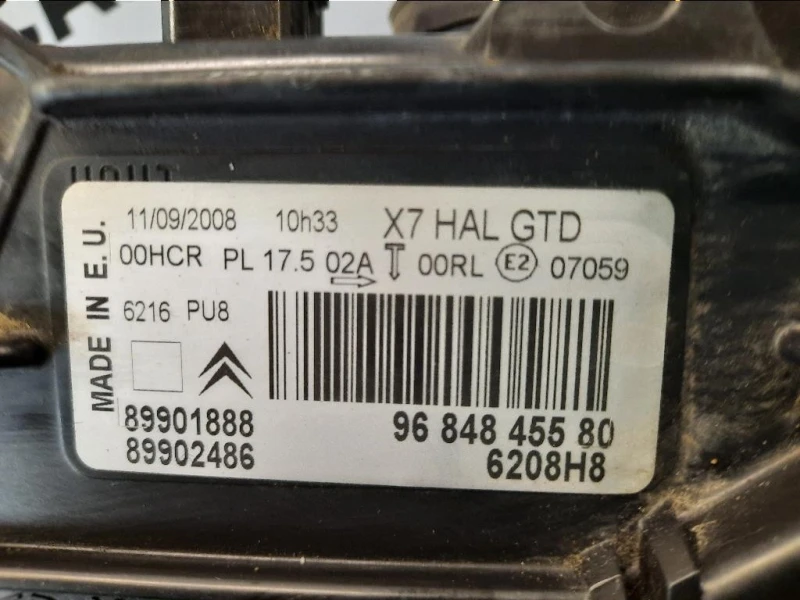 11/09/2008 10h33 X7 HAL GTD
00HCR PL 17.5 02A 00RL E2 07059
6216 PU8
MADE IN E.U.
89901888 96 848 455 80
89902486 6208H8